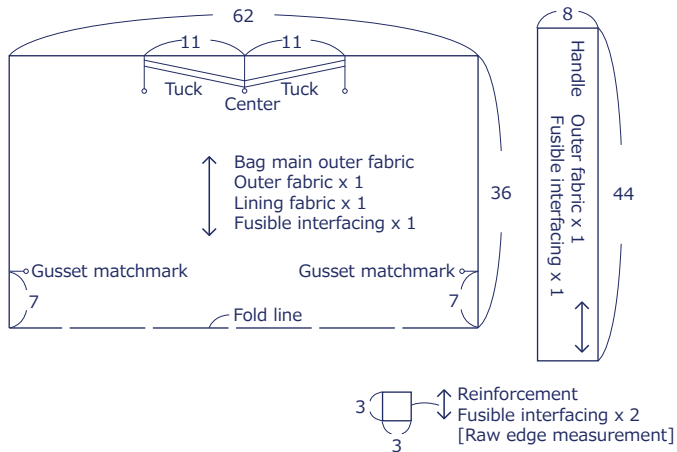 62
11
11
8
Tuck
Tuck
Center
Bag main outer fabric
Outer fabric x 1
Lining fabric x 1
Fusible interfacing x 1
36
Handle
Outer fabric x 1
Fusible interfacing x 1
44
Gusset matchmark
Gusset matchmark
7
7
Fold line
3
3
Reinforcement
Fusible interfacing x 2
[Raw edge measurement]